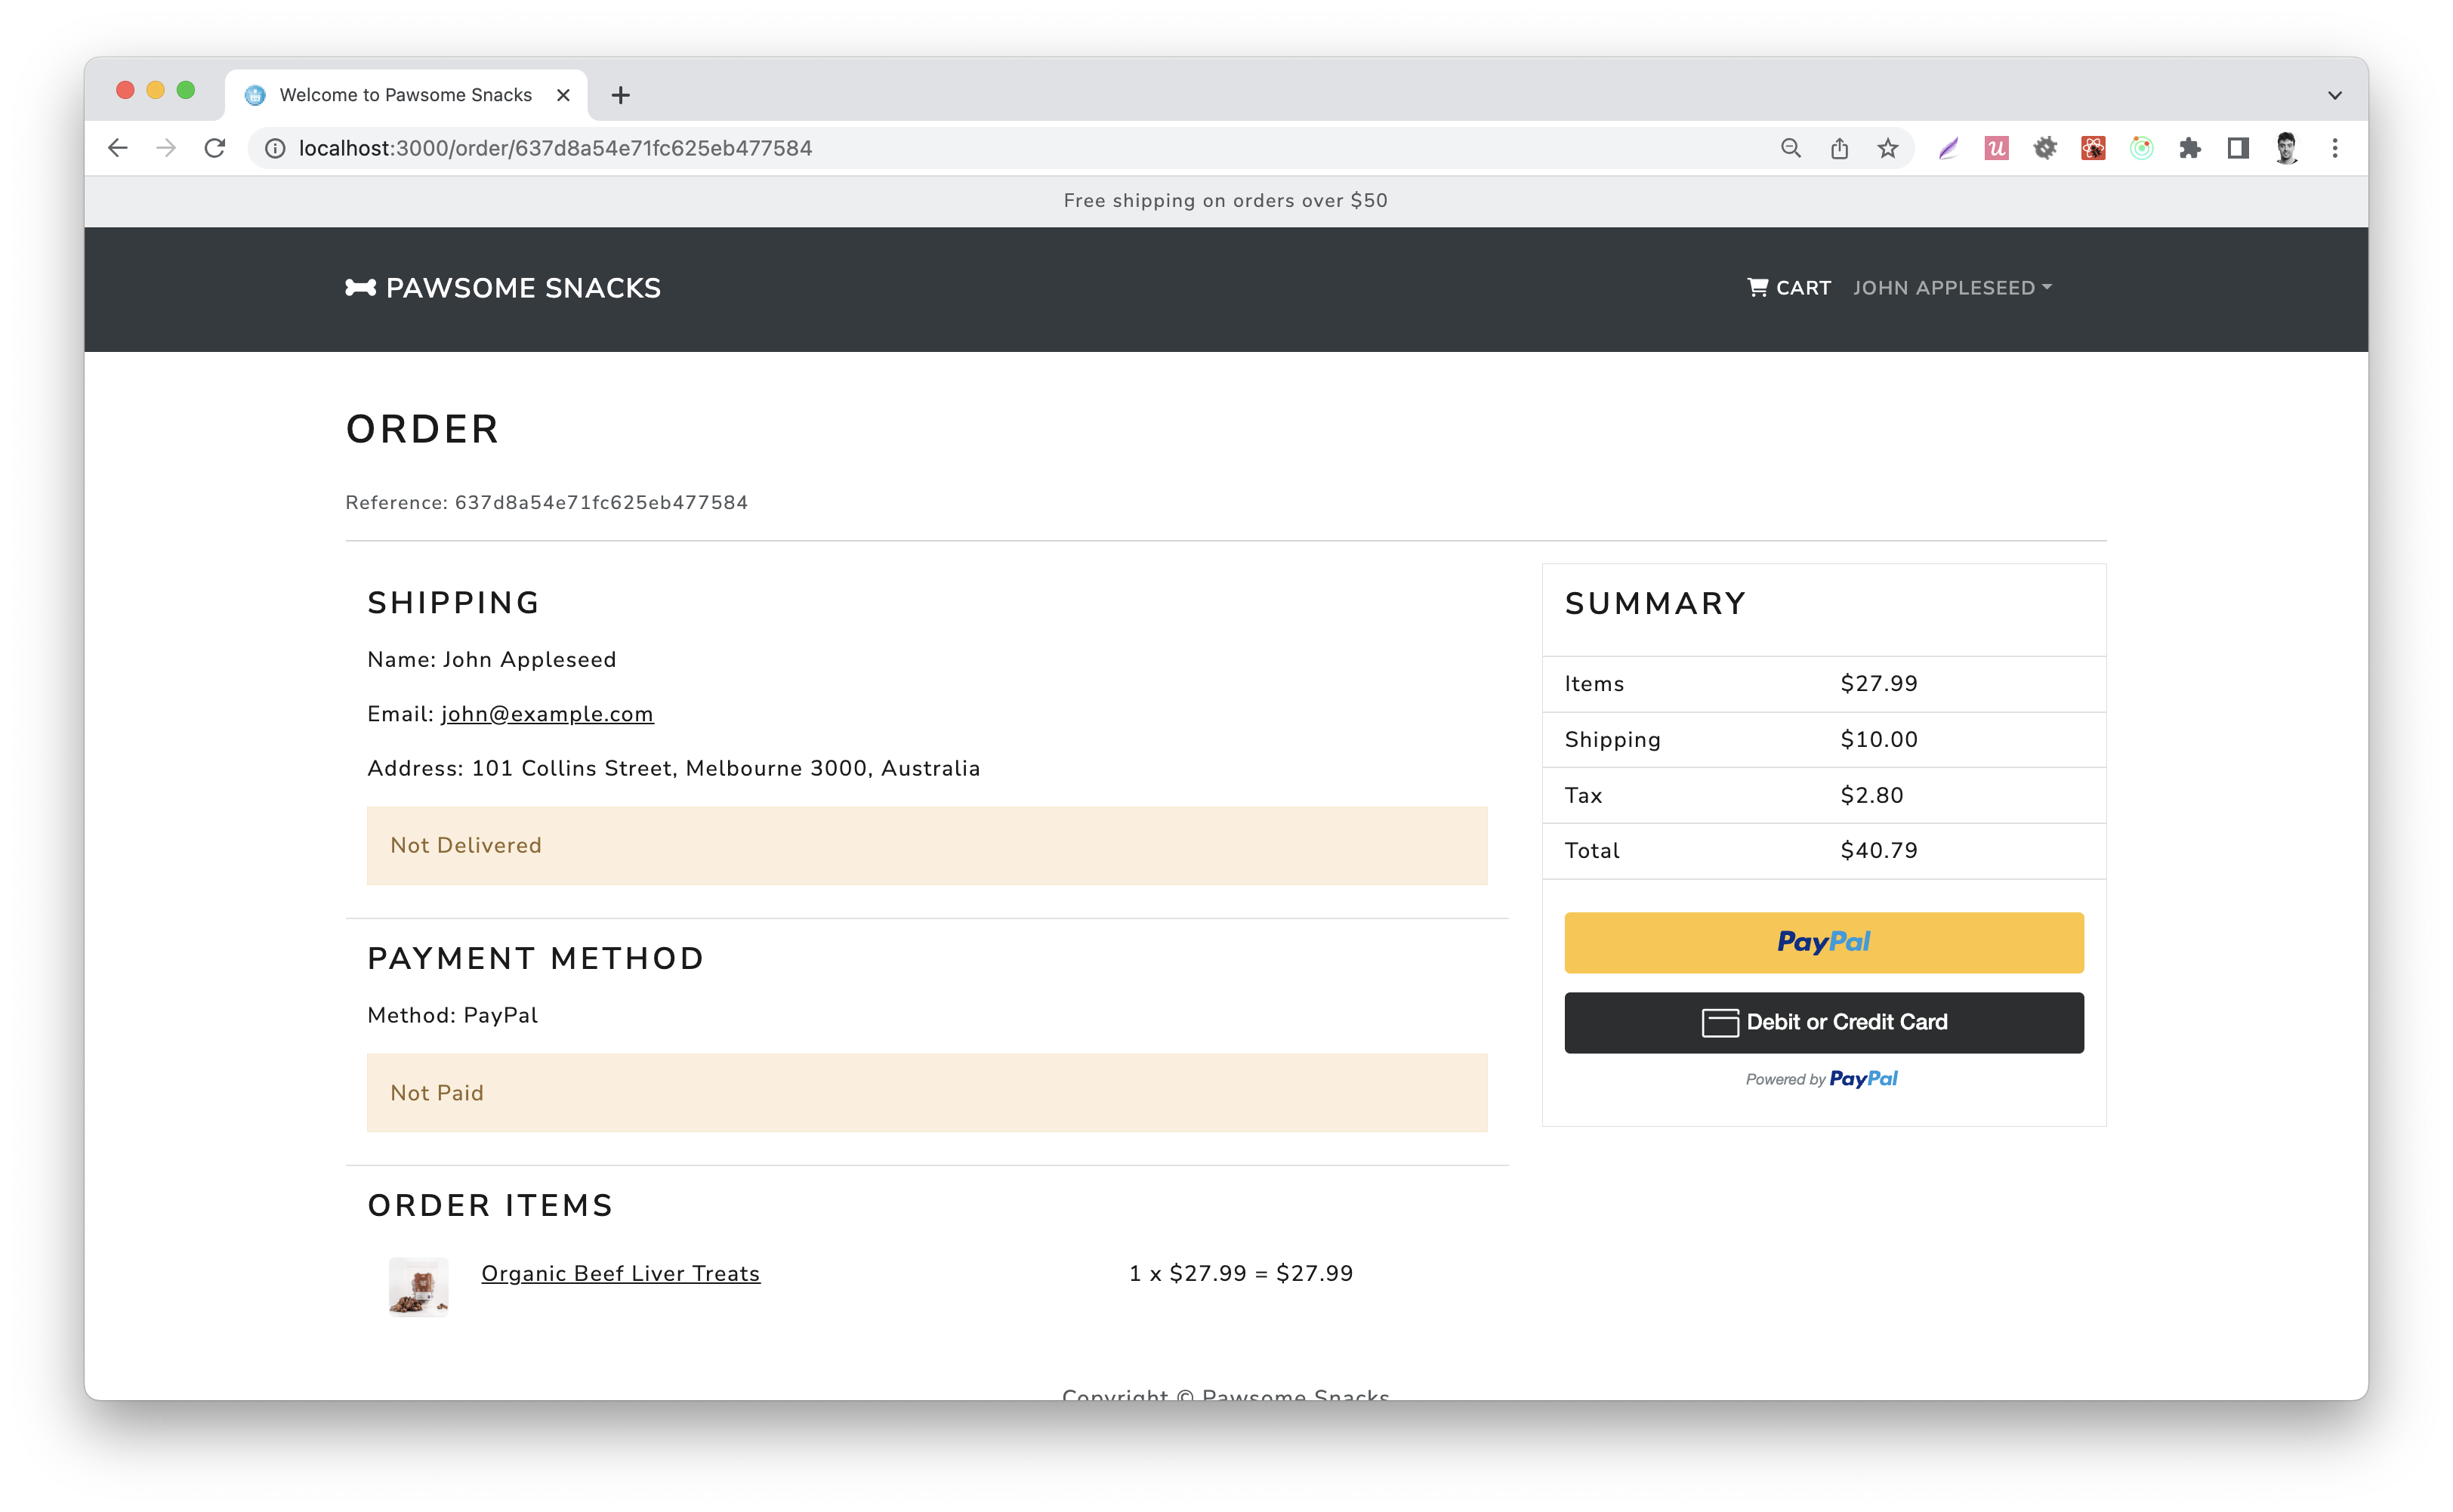 Welcome to Pawsome Snacks
localhost:3000/order/637d8a54e71fc625eb477584
Free shipping on orders over $50
PAWSOME SNACKS
CART JOHN APPLESEED
ORDER
Reference: 637d8a54e71fc625eb477584
SHIPPING
Name: John Appleseed
Email: john@example.com
Address: 101 Collins Street, Melbourne 3000, Australia
Not Delivered
PAYMENT METHOD
Method: PayPal
Not Paid
ORDER ITEMS
Organic Beef Liver Treats
1 x $27.99 = $27.99
SUMMARY
Items $27.99
Shipping $10.00
Tax $2.80
Total $40.79
PayPal
Debit or Credit Card
Powered by PayPal
Copyright © Pawsome Snacks